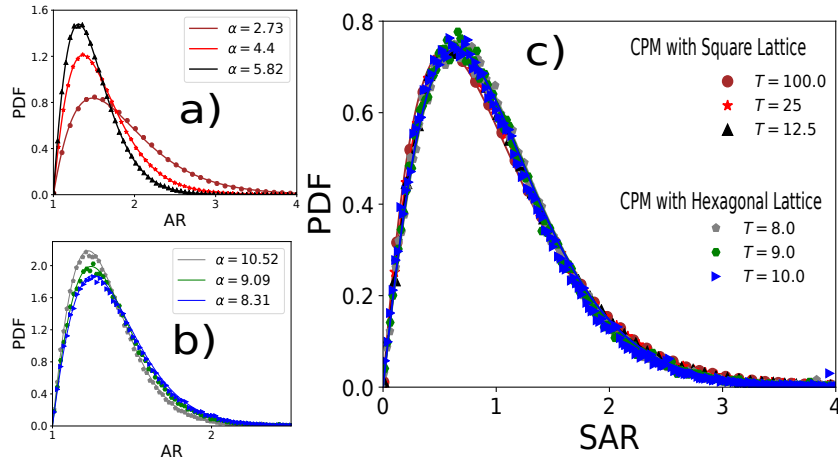 1.6
1.2
0.8
0.4
0.0
PDF
α = 2.73
α = 4.4
α = 5.82
a)
1
2
3
4
AR
2.0
1.6
1.2
0.8
0.4
0.0
PDF
α = 10.52
α = 9.09
α = 8.31
b)
1
2
AR
0.8
0.6
0.4
0.2
0.0
PDF
c)
CPM with Square Lattice
T = 100.0
T = 25
T = 12.5
CPM with Hexagonal Lattice
T = 8.0
T = 9.0
T = 10.0
0
1
2
3
4
SAR